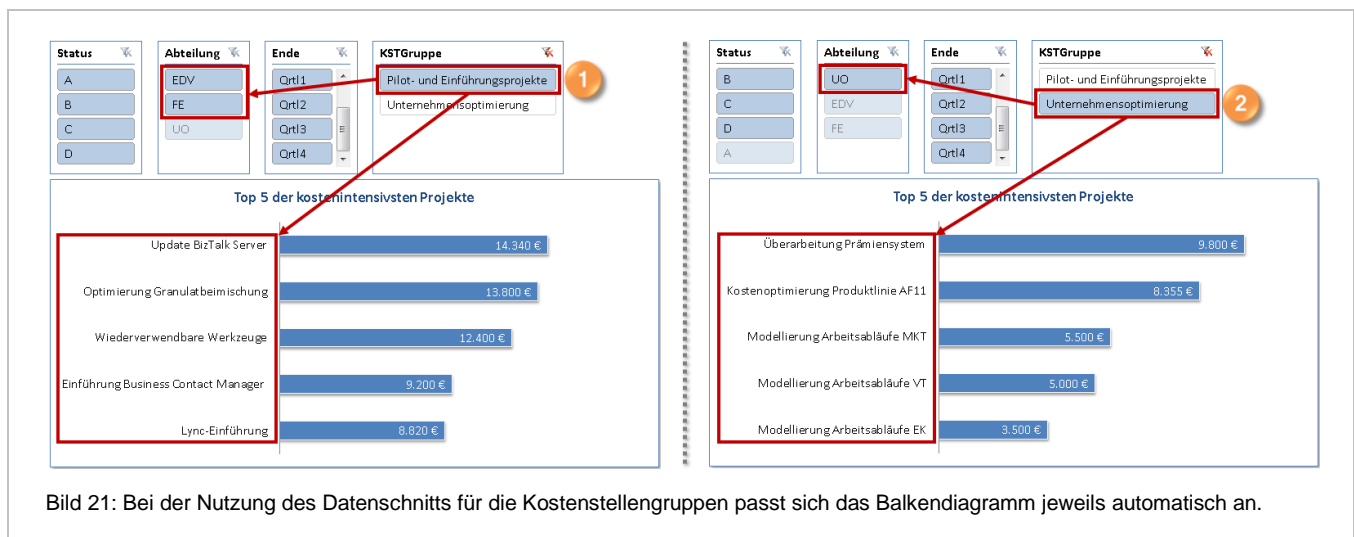 Status
A
B
C
D
Abteilung
EDV
FE
UO
Ende
Qrtl1
Qrtl2
Qrtl3
Qrtl4
KSTGruppe
Pilot- und Einführungsprojekte
Unternehmensoptimierung
1
Top 5 der kostenintensivsten Projekte
Update BizTalk Server 14.340 €
Optimierung Granulatbeimischung 13.800 €
Wiederverwendbare Werkzeuge 12.400 €
Einführung Business Contact Manager 9.200 €
Lync-Einführung 8.820 €
Status
B
C
D
A
Abteilung
UO
EDV
FE
Ende
Qrtl1
Qrtl2
Qrtl3
Qrtl4
KSTGruppe
Pilot- und Einführungsprojekte
Unternehmensoptimierung
2
Top 5 der kostenintensivsten Projekte
Überarbeitung Prämiensystem 9.800 €
Kostenoptimierung Produktlinie AF11 8.355 €
Modellierung Arbeitsabläufe MKT 5.500 €
Modellierung Arbeitsabläufe VT 5.000 €
Modellierung Arbeitsabläufe EK 3.500 €
Bild 21: Bei der Nutzung des Datenschnitts für die Kostenstellengruppen passt sich das Balkendiagramm jeweils automatisch an.